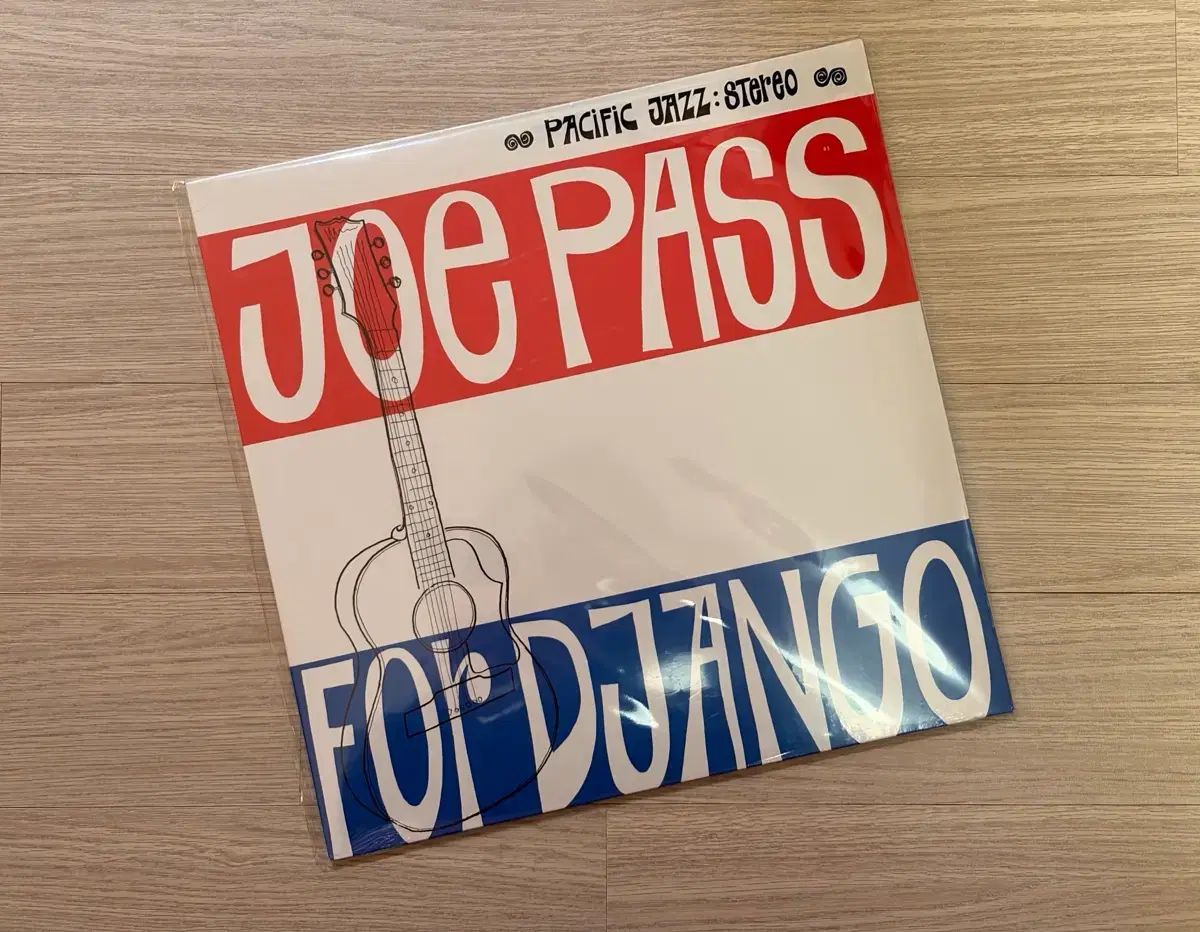 PACIFIC JAZZ: STereo
JOe PASS
FOr DJANGO